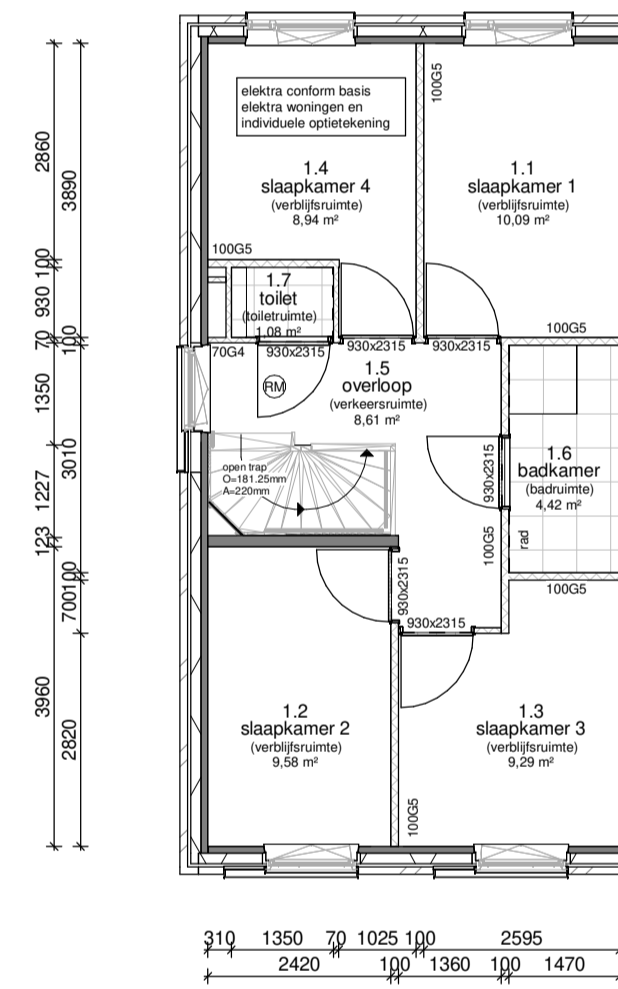 elektra conform basis
elektra woningen en
individuele optietekening
100G5
1.4
slaapkamer 4
(verblijfsruimte)
8,94 m²
1.1
slaapkamer 1
(verblijfsruimte)
10,09 m²
2860
3890
100G5
1.7
toilet
(toiletruimte)
1,08 m²
100
930
70
100
70G4
930x2315
930x2315
930x2315
100G5
1350
RM
1.5
overloop
(verkeersruimte)
8,61 m²
3010
1227
open trap
O=181.25mm
A=220mm
930x2315
1.6
badkamer
(badruimte)
4,42 m²
123
100G5
rad
100
700
930x2315
930x2315
100G5
3960
2820
1.2
slaapkamer 2
(verblijfsruimte)
9,58 m²
1.3
slaapkamer 3
(verblijfsruimte)
9,29 m²
100G5
310 1350 70 1025 100 2595
2420 100 1360 100 1470